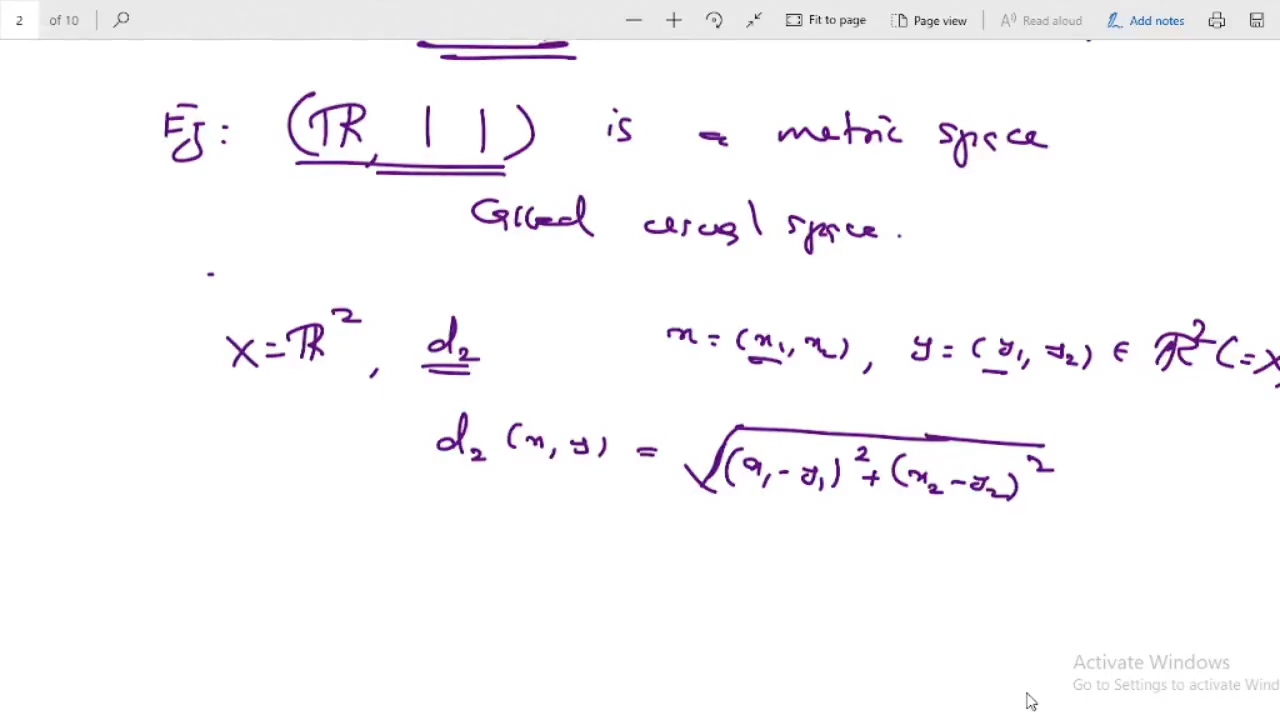 2 of 10 Fit to page Page view Read aloud Add notes
Eg: (ℝ, | |) is a metric space
Called usual space.
X = ℝ², d₂ x = (x₁, x₂), y = (y₁, y₂) ∈ ℝ² (= X
d₂ (x, y) = √((x₁ - y₁)² + (x₂ - y₂)²)
Activate Windows
Go to Settings to activate Wind